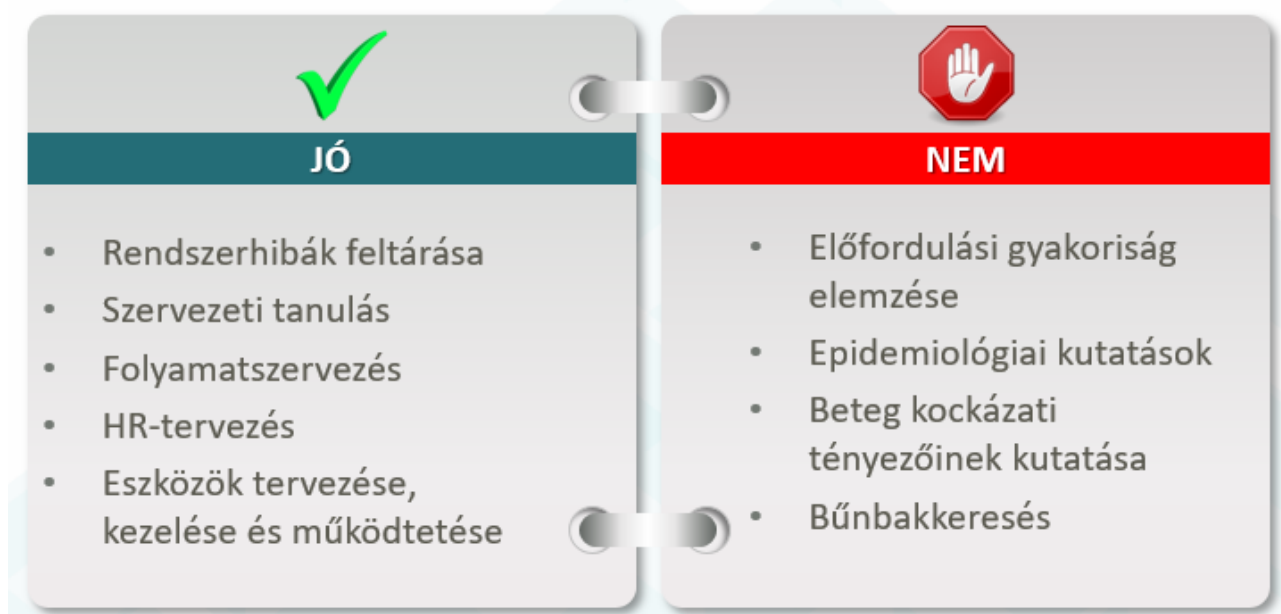 JÓ
• Rendszerhibák feltárása
• Szervezeti tanulás
• Folyamatszervezés
• HR-tervezés
• Eszközök tervezése,
kezelése és működtetése
NEM
• Előfordulási gyakoriság
elemzése
• Epidemiológiai kutatások
• Beteg kockázati
tényezőinek kutatása
• Bűnbakkeresés